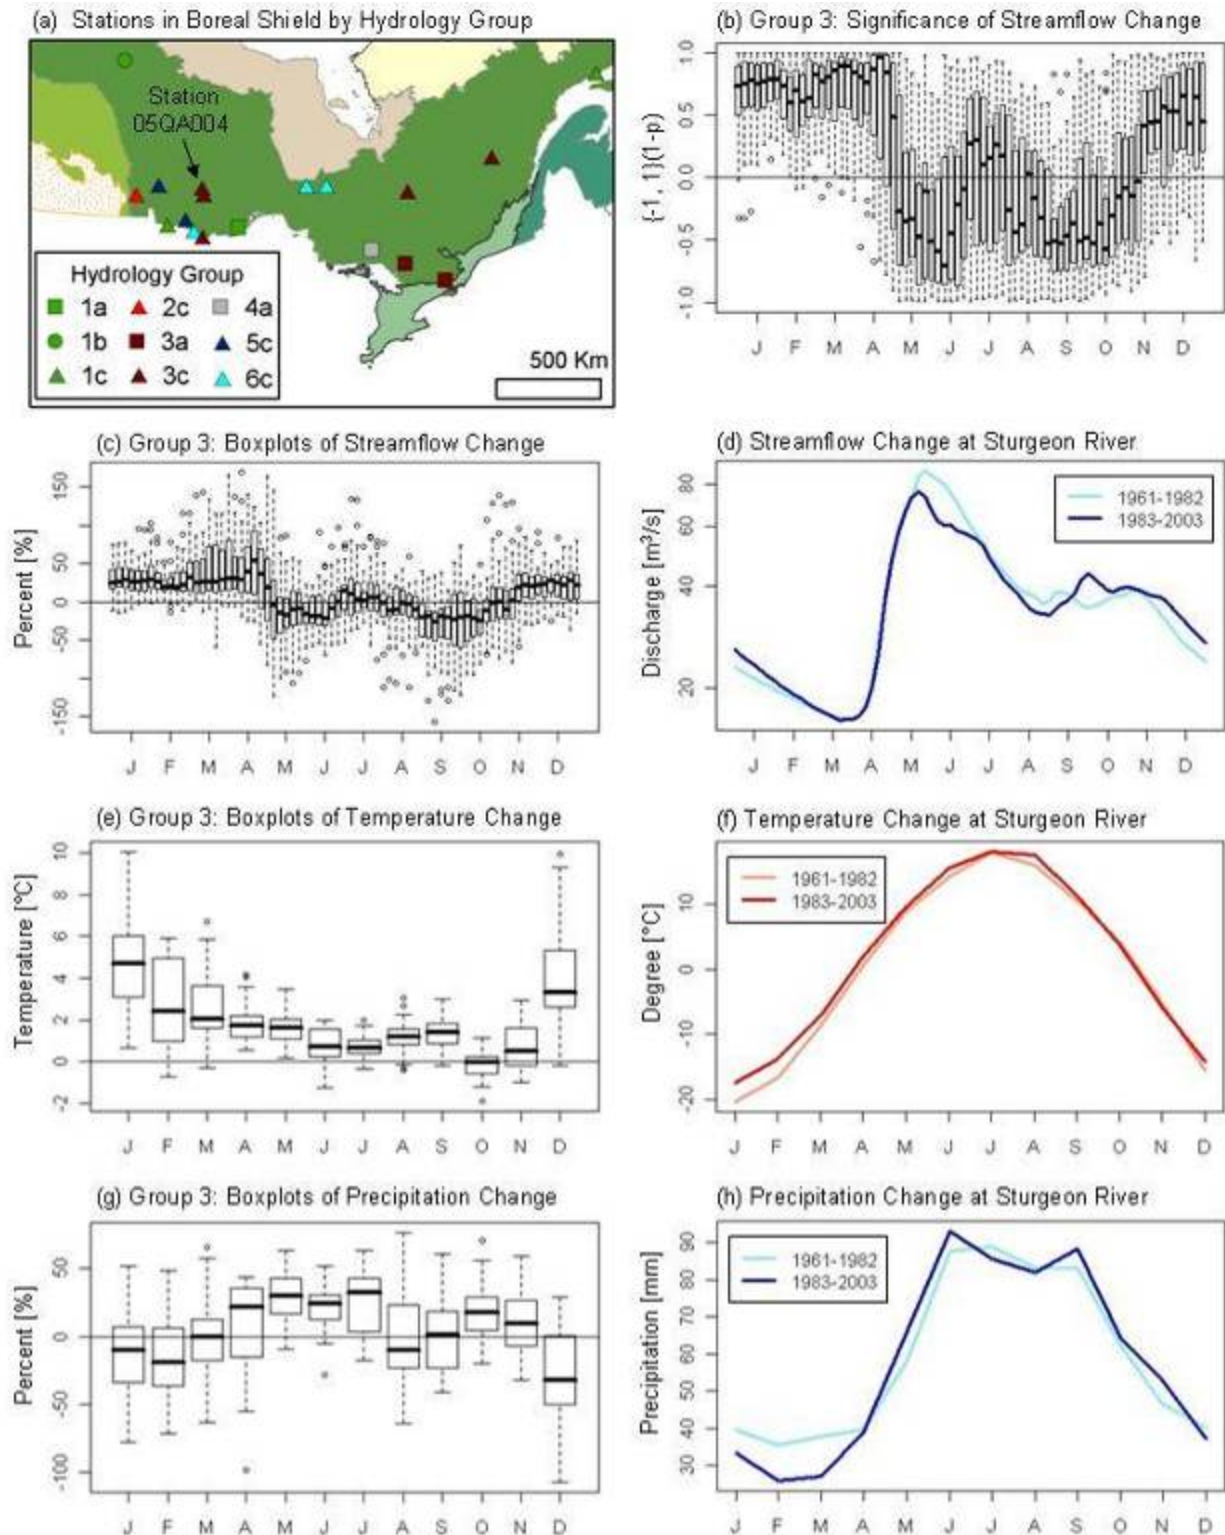 (a) Stations in Boreal Shield by Hydrology Group
Station
05QA004
Hydrology Group
1a 2c 4a
1b 3a 5c
1c 3c 6c
500 Km
(b) Group 3: Significance of Streamflow Change
{-1, 1}(1-p)
1.0
0.5
0.0
-0.5
-1.0
J F M A M J J A S O N D
(c) Group 3: Boxplots of Streamflow Change
Percent [%]
150
50
0
-50
-150
J F M A M J J A S O N D
(d) Streamflow Change at Sturgeon River
Discharge [m³/s]
80
60
40
20
1961-1982
1983-2003
J F M A M J J A S O N D
(e) Group 3: Boxplots of Temperature Change
Temperature [°C]
10
8
6
4
2
0
-2
J F M A M J J A S O N D
(f) Temperature Change at Sturgeon River
Degree [°C]
10
0
-10
-20
1961-1982
1983-2003
J F M A M J J A S O N D
(g) Group 3: Boxplots of Precipitation Change
Percent [%]
50
0
-50
-100
J F M A M J J A S O N D
(h) Precipitation Change at Sturgeon River
Precipitation [mm]
90
80
70
60
50
40
30
1961-1982
1983-2003
J F M A M J J A S O N D